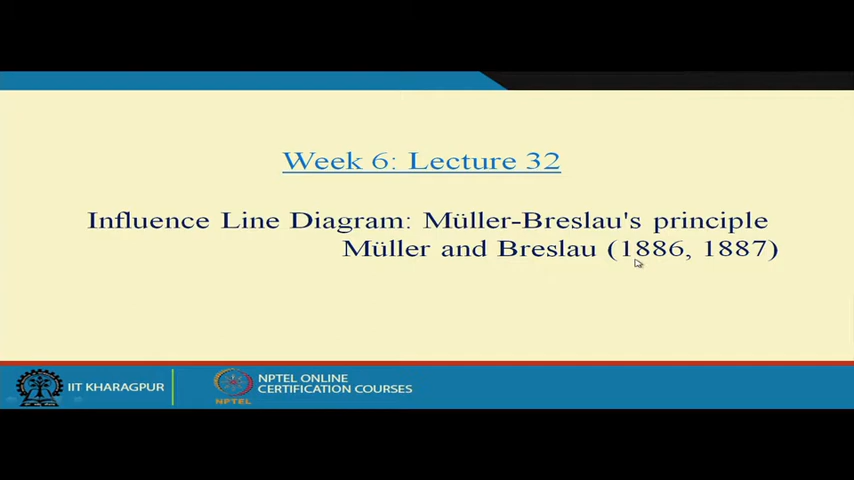 Week 6: Lecture 32
Influence Line Diagram: Müller-Breslau's principle
Müller and Breslau (1886, 1887)
IIT KHARAGPUR
NPTEL ONLINE
CERTIFICATION COURSES
NPTEL